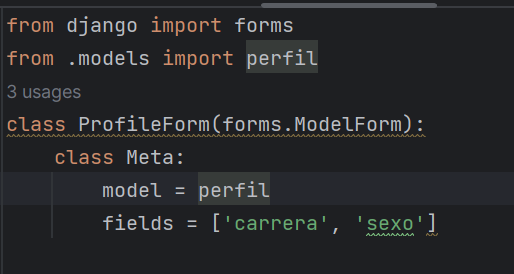 from django import forms
from .models import perfil
3 usages
class ProfileForm(forms.ModelForm):
    class Meta:
        model = perfil
        fields = ['carrera', 'sexo']